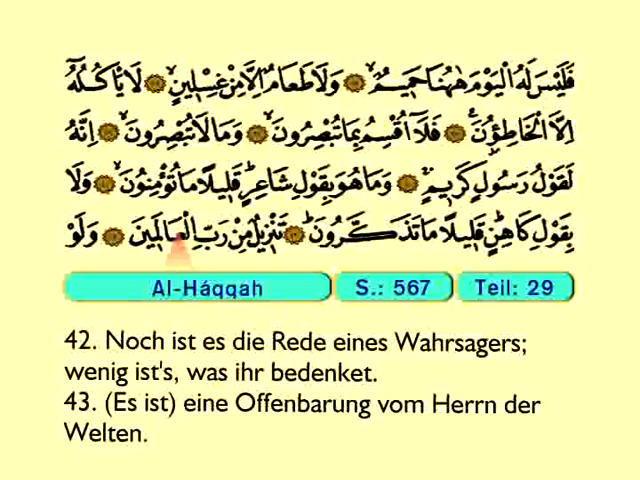 فَلَيْسَ لَهُ الْيَوْمَ هٰهُنَا حَمِيمٌ ۙ وَلَا طَعَامٌ اِلَّا مِنْ غِسْلِينٍ ۙ لَا يَأْكُلُهُٓ
اِلَّا الْخَاطِؤُ۫نَ ۟ فَلَٓا اُقْسِمُ بِمَا تُبْصِرُونَ ۙ وَمَا لَا تُبْصِرُونَ ۙ اِنَّهُ
لَقَوْلُ رَسُولٍ كَرِيمٍ ۙ وَمَا هُوَ بِقَوْلِ شَاعِرٍ ۜ قَلِيلًا مَا تُؤْمِنُونَ ۙ وَلَا
بِقَوْلِ كَاهِنٍ ۜ قَلِيلًا مَا تَذَكَّرُونَ ۜ تَنْزِيلٌ مِنْ رَبِّ الْعَالَمِينَ وَلَوْ
Al-Háqqah S.: 567 Teil: 29
42. Noch ist es die Rede eines Wahrsagers;
wenig ist's, was ihr bedenket.
43. (Es ist) eine Offenbarung vom Herrn der
Welten.